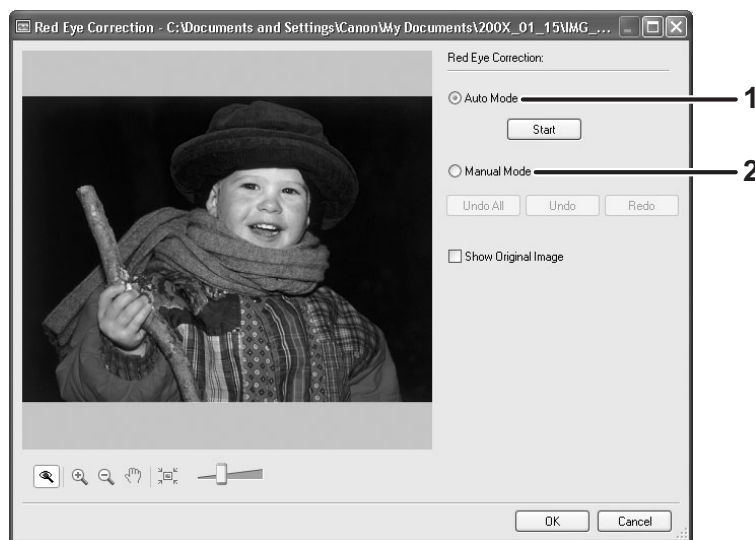 Red Eye Correction - C:\Documents and Settings\Canon\My Documents\200X_01_15\IMG_...
Red Eye Correction:
Auto Mode
1
Start
Manual Mode
2
Undo All Undo Redo
Show Original Image
OK Cancel